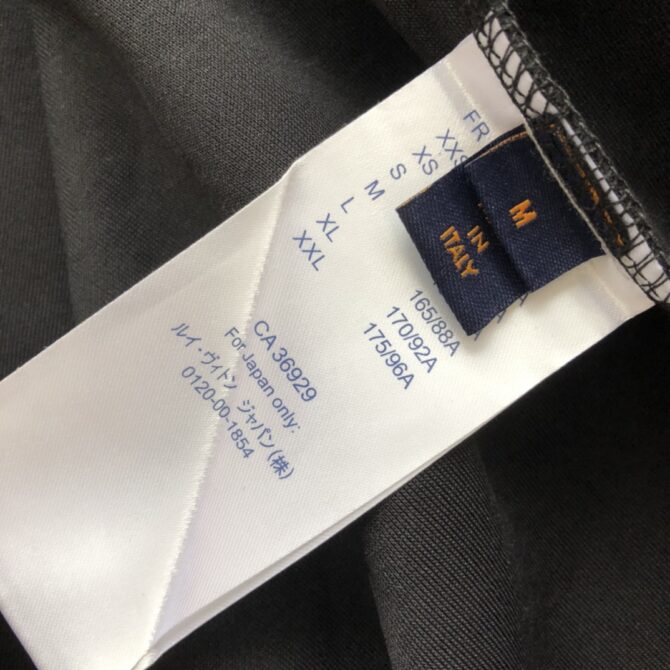 FR
XXS
XS
S
M
L
XL
XXL
M
IN
ITALY
165/88A
170/92A
175/96A
CA 36929
For Japan only:
ルイ・ヴィトン ジャパン(株)
0120-00-1854